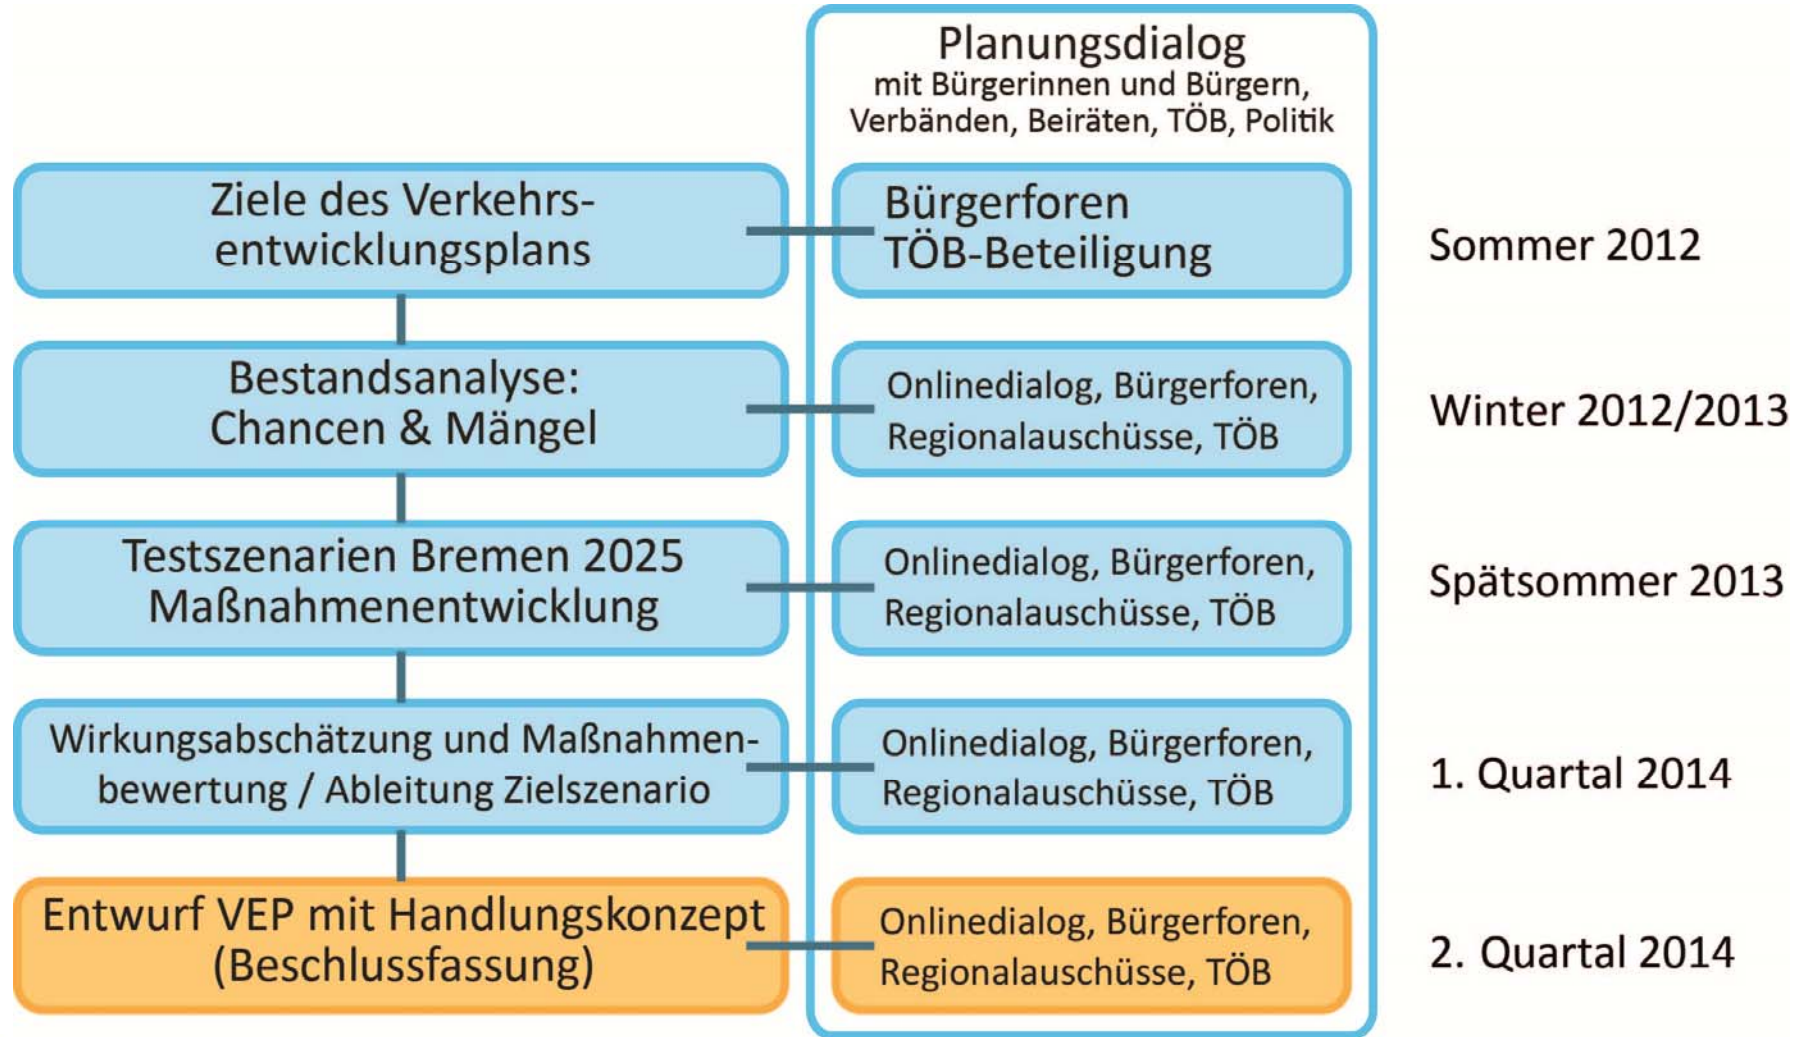 Planungsdialog
mit Bürgerinnen und Bürgern,
Verbänden, Beiräten, TÖB, Politik
Ziele des Verkehrs-
entwicklungsplans
Bürgerforen
TÖB-Beteiligung
Sommer 2012
Bestandsanalyse:
Chancen & Mängel
Onlinedialog, Bürgerforen,
Regionalauschüsse, TÖB
Winter 2012/2013
Testszenarien Bremen 2025
Maßnahmenentwicklung
Onlinedialog, Bürgerforen,
Regionalauschüsse, TÖB
Spätsommer 2013
Wirkungsabschätzung und Maßnahmen-
bewertung / Ableitung Zielszenario
Onlinedialog, Bürgerforen,
Regionalauschüsse, TÖB
1. Quartal 2014
Entwurf VEP mit Handlungskonzept
(Beschlussfassung)
Onlinedialog, Bürgerforen,
Regionalauschüsse, TÖB
2. Quartal 2014